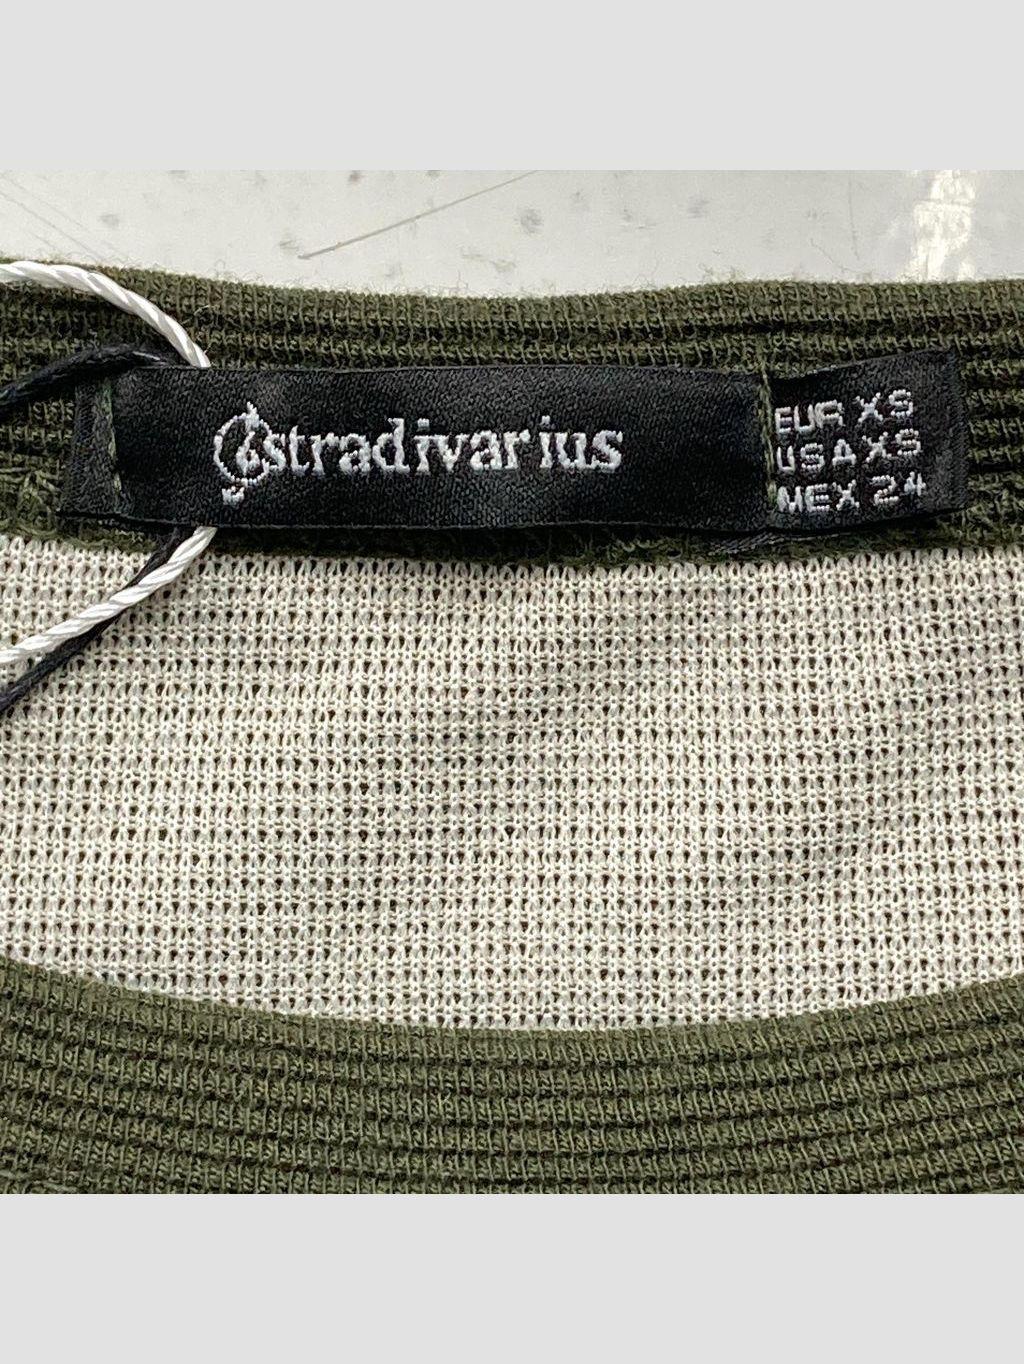 stradivarius
EUR XS
USA XS
MEX 24